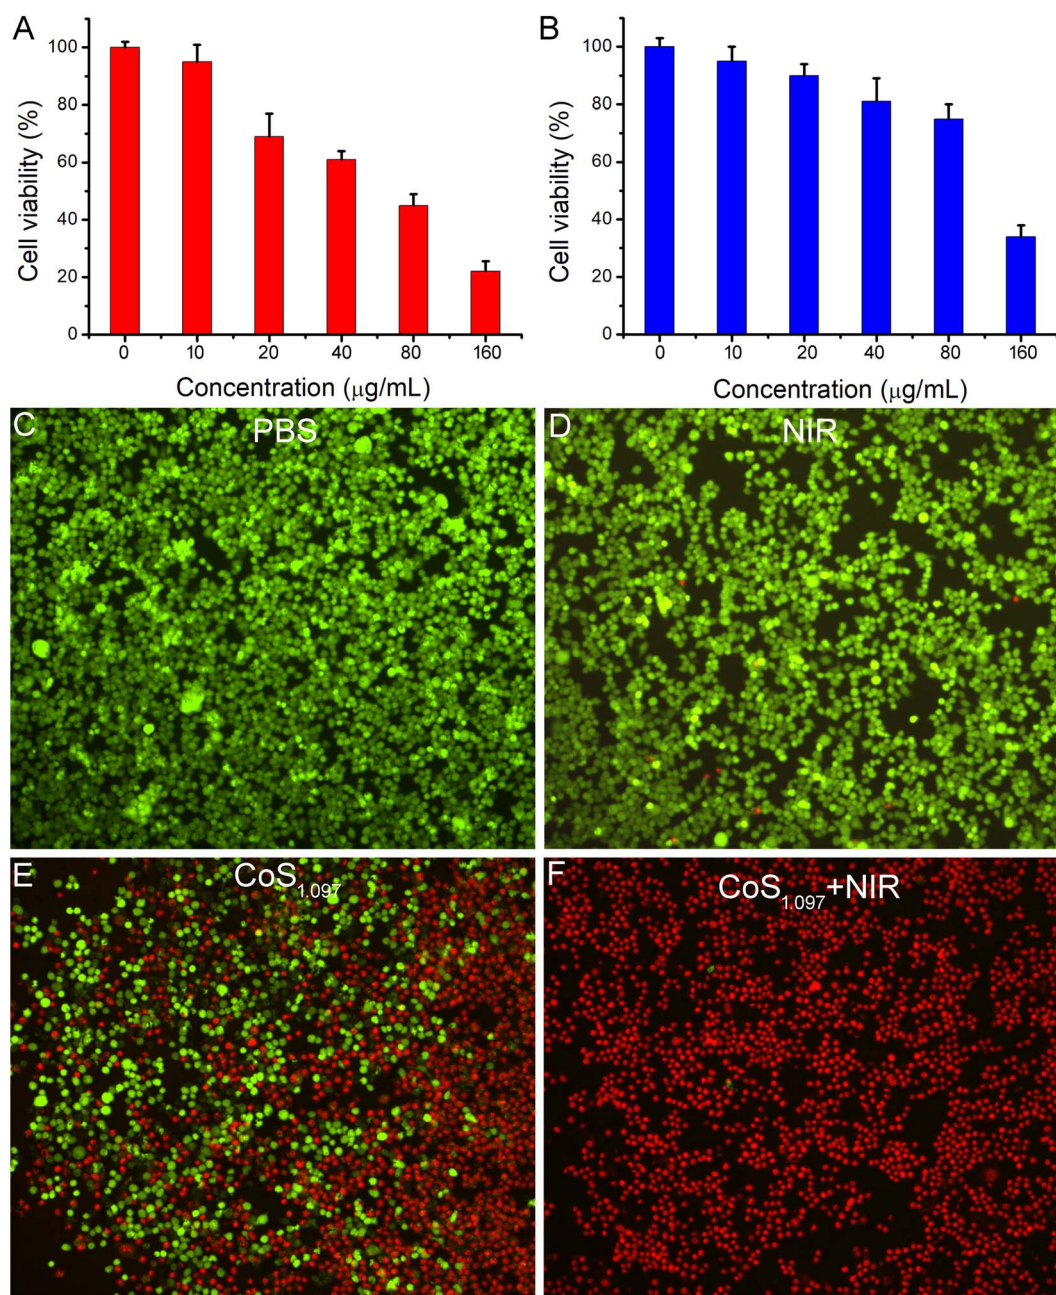 A
Cell viability (%)
100
80
60
40
20
0
0 10 20 40 80 160
Concentration (μg/mL)
B
Cell viability (%)
100
80
60
40
20
0
0 10 20 40 80 160
Concentration (μg/mL)
C
PBS
D
NIR
E
CoS1.097
F
CoS1.097+NIR